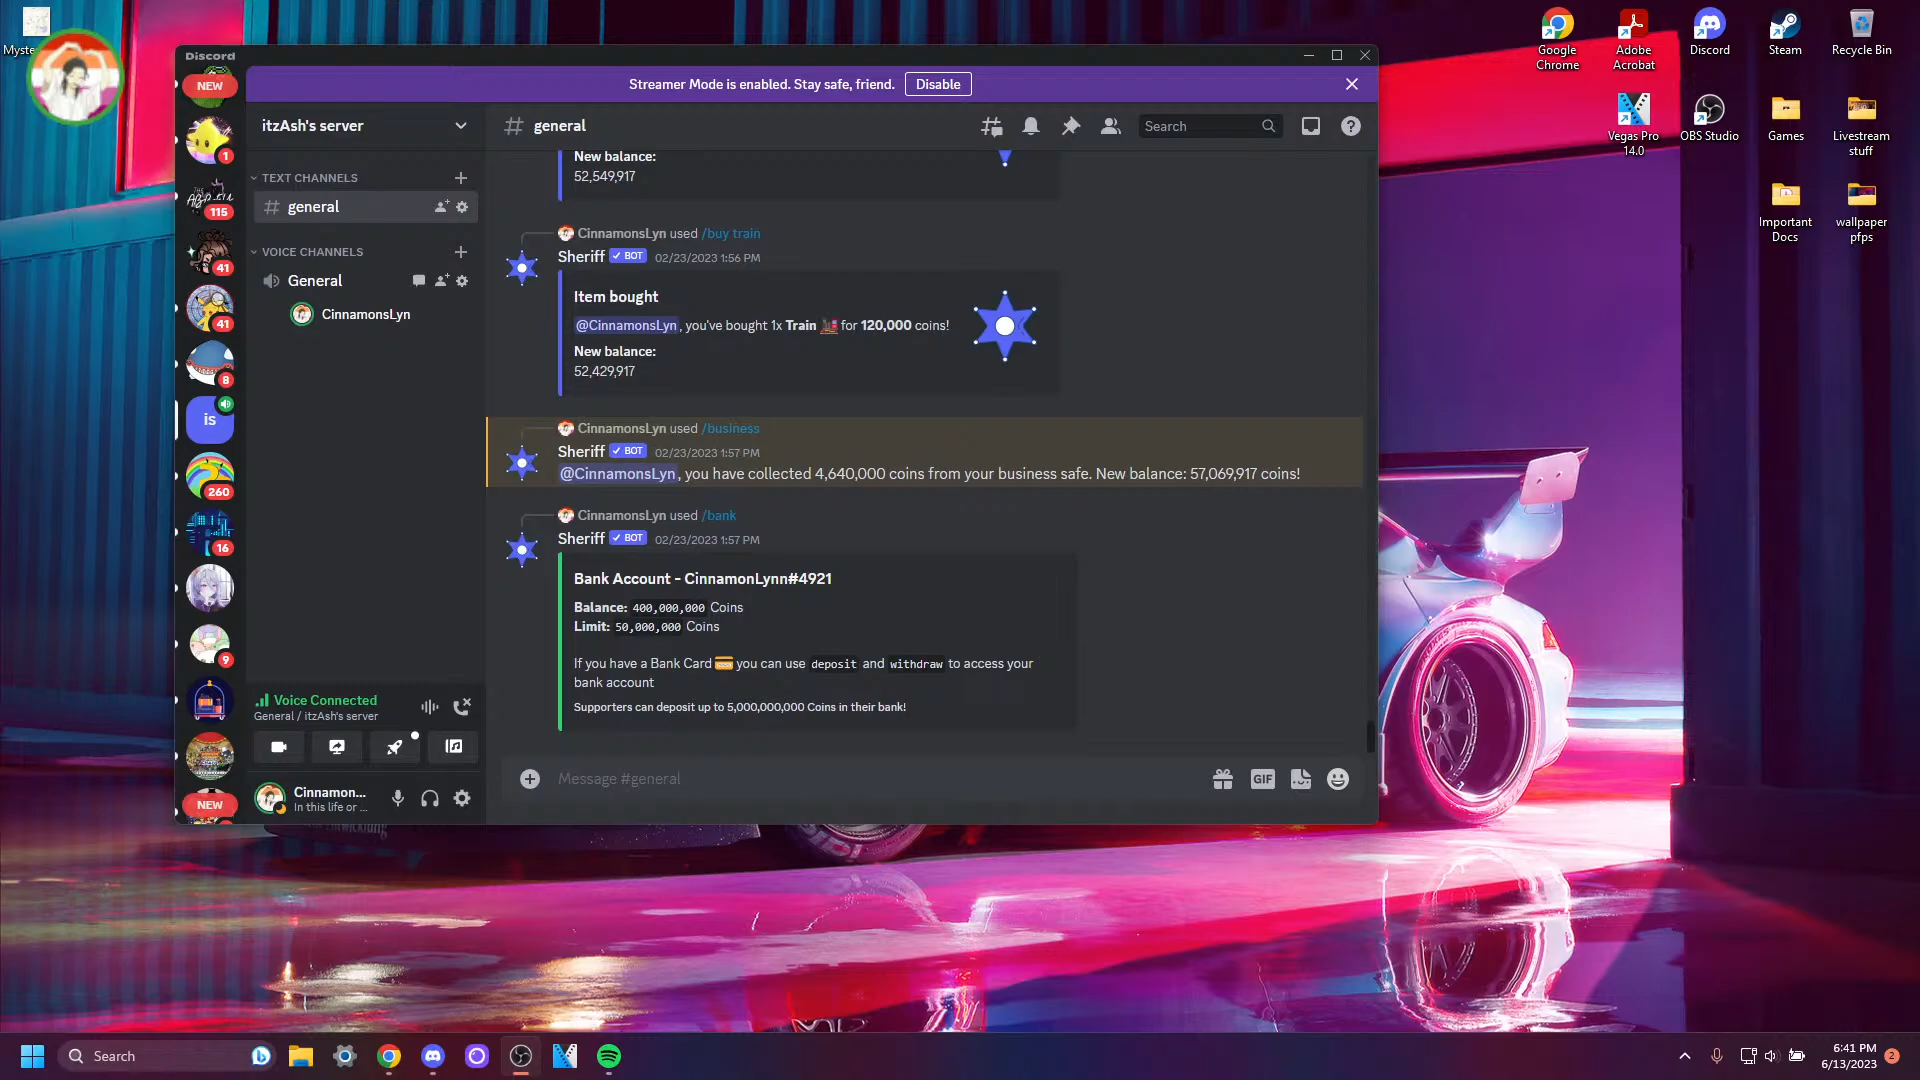 Myste
Google
Chrome
Adobe
Acrobat
Discord
Steam
Recycle Bin
Vegas Pro
14.0
OBS Studio
Games
Livestream
stuff
Important
Docs
wallpaper
pfps
Discord
Streamer Mode is enabled. Stay safe, friend.
Disable
NEW
1
115
41
41
8
is
260
16
9
NEW
itzAsh's server
TEXT CHANNELS
general
VOICE CHANNELS
General
CinnamonsLyn
Voice Connected
General / itzAsh's server
Cinnamon...
In this life or ...
general
Search
New balance:
52,549,917
CinnamonsLyn used /buy train
Sheriff ✓ BOT 02/23/2023 1:56 PM
Item bought
@CinnamonsLyn, you've bought 1x Train 🚂 for 120,000 coins!
New balance:
52,429,917
CinnamonsLyn used /business
Sheriff ✓ BOT 02/23/2023 1:57 PM
@CinnamonsLyn, you have collected 4,640,000 coins from your business safe. New balance: 57,069,917 coins!
CinnamonsLyn used /bank
Sheriff ✓ BOT 02/23/2023 1:57 PM
Bank Account - CinnamonLynn#4921
Balance: 400,000,000 Coins
Limit: 50,000,000 Coins
If you have a Bank Card 💳 you can use deposit and withdraw to access your
bank account
Supporters can deposit up to 5,000,000,000 Coins in their bank!
Message #general
GIF
Search
6:41 PM
6/13/2023
2